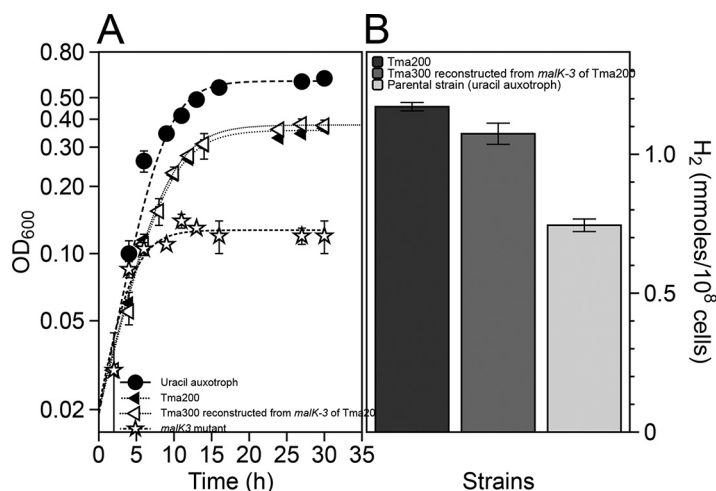 A
B
0.80
0.50
0.40
0.30
0.20
0.10
0.05
0.02
OD600
Uracil auxotroph
Tma200
Tma300 reconstructed from malK-3 of Tma20
malK3 mutant
0 5 10 15 20 25 30 35
Time (h)
Tma200
Tma300 reconstructed from malK-3 of Tma200
Parental strain (uracil auxotroph)
1.0
0.5
0
H2 (mmoles/10^8 cells)
Strains